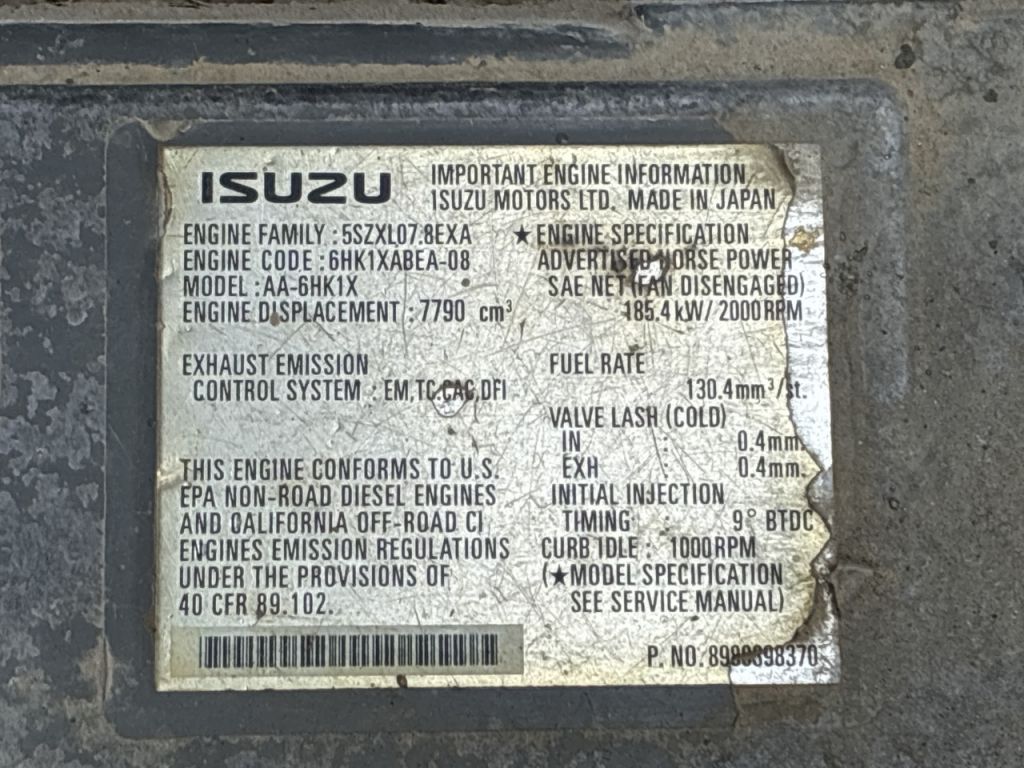 ISUZU
IMPORTANT ENGINE INFORMATION
ISUZU MOTORS LTD. MADE IN JAPAN
ENGINE FAMILY : 5SZXL07.8EXA
ENGINE CODE : 6HK1XABEA-08
MODEL : AA-6HK1X
ENGINE DISPLACEMENT : 7790 cm³
EXHAUST EMISSION
CONTROL SYSTEM : EM,TC,CAC,DFI
THIS ENGINE CONFORMS TO U.S.
EPA NON-ROAD DIESEL ENGINES
AND CALIFORNIA OFF-ROAD CI
ENGINES EMISSION REGULATIONS
UNDER THE PROVISIONS OF
40 CFR 89.102.
★ENGINE SPECIFICATION
ADVERTISED HORSE POWER
SAE NET (FAN DISENGAGED)
185.4kW/2000RPM
FUEL RATE
130.4mm³/st.
VALVE LASH (COLD)
IN : 0.4mm.
EXH : 0.4mm.
INITIAL INJECTION
TIMING : 9° BTDC
CURB IDLE : 1000RPM
(★MODEL SPECIFICATION
SEE SERVICE MANUAL)
P. NO.